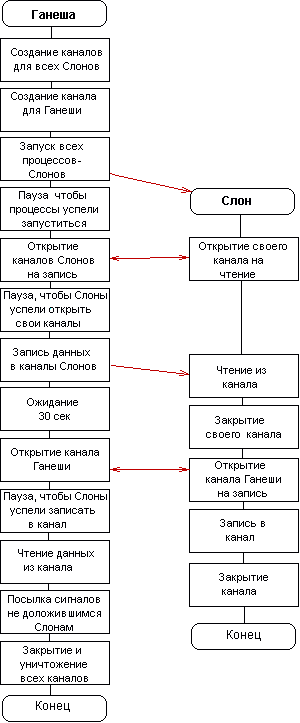 Ганеша
Создание каналов
для всех Слонов
Создание канала
для Ганеши
Запуск всех
процессов-
Слонов
Пауза чтобы
процессы успели
запуститься
Открытие
каналов Слонов
на запись
Пауза, чтобы Слоны
успели открыть
свои каналы
Запись данных
в каналы Слонов
Ожидание
30 сек
Открытие канала
Ганеши
Пауза, чтобы Слоны
успели записать
в канал
Чтение данных
из канала
Посылка сигналов
не доложившимся
Слонам
Закрытие и
уничтожение
всех каналов
Конец
Слон
Открытие своего
канала на
чтение
Чтение из
канала
Закрытие
своего канала
Открытие
канала Ганеши
на запись
Запись в
канал
Закрытие
канала
Конец